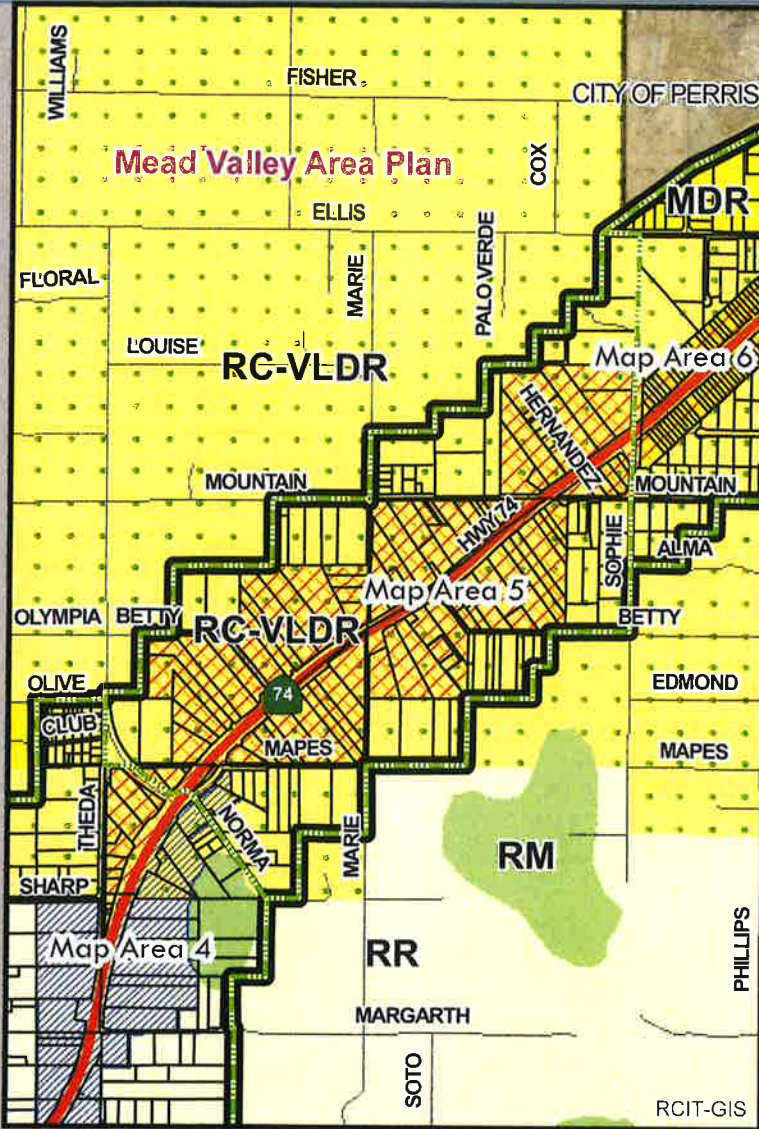 WILLIAMS
FISHER
CITY OF PERRIS
Mead Valley Area Plan
COX
MDR
ELLIS
FLORAL
MARIE
PALO VERDE
LOUISE
RC-VLDR
Map Area 6
HERNANDEZ
MOUNTAIN
MOUNTAIN
HWY 74
SOPHIE
ALMA
Map Area 5
OLYMPIA
BETTY
RC-VLDR
BETTY
OLIVE
74
EDMOND
CLUB
MAPES
MAPES
THEDA
NORMA
MARIE
RM
SHARP
Map Area 4
RR
PHILLIPS
MARGARTH
SOTO
RCIT-GIS